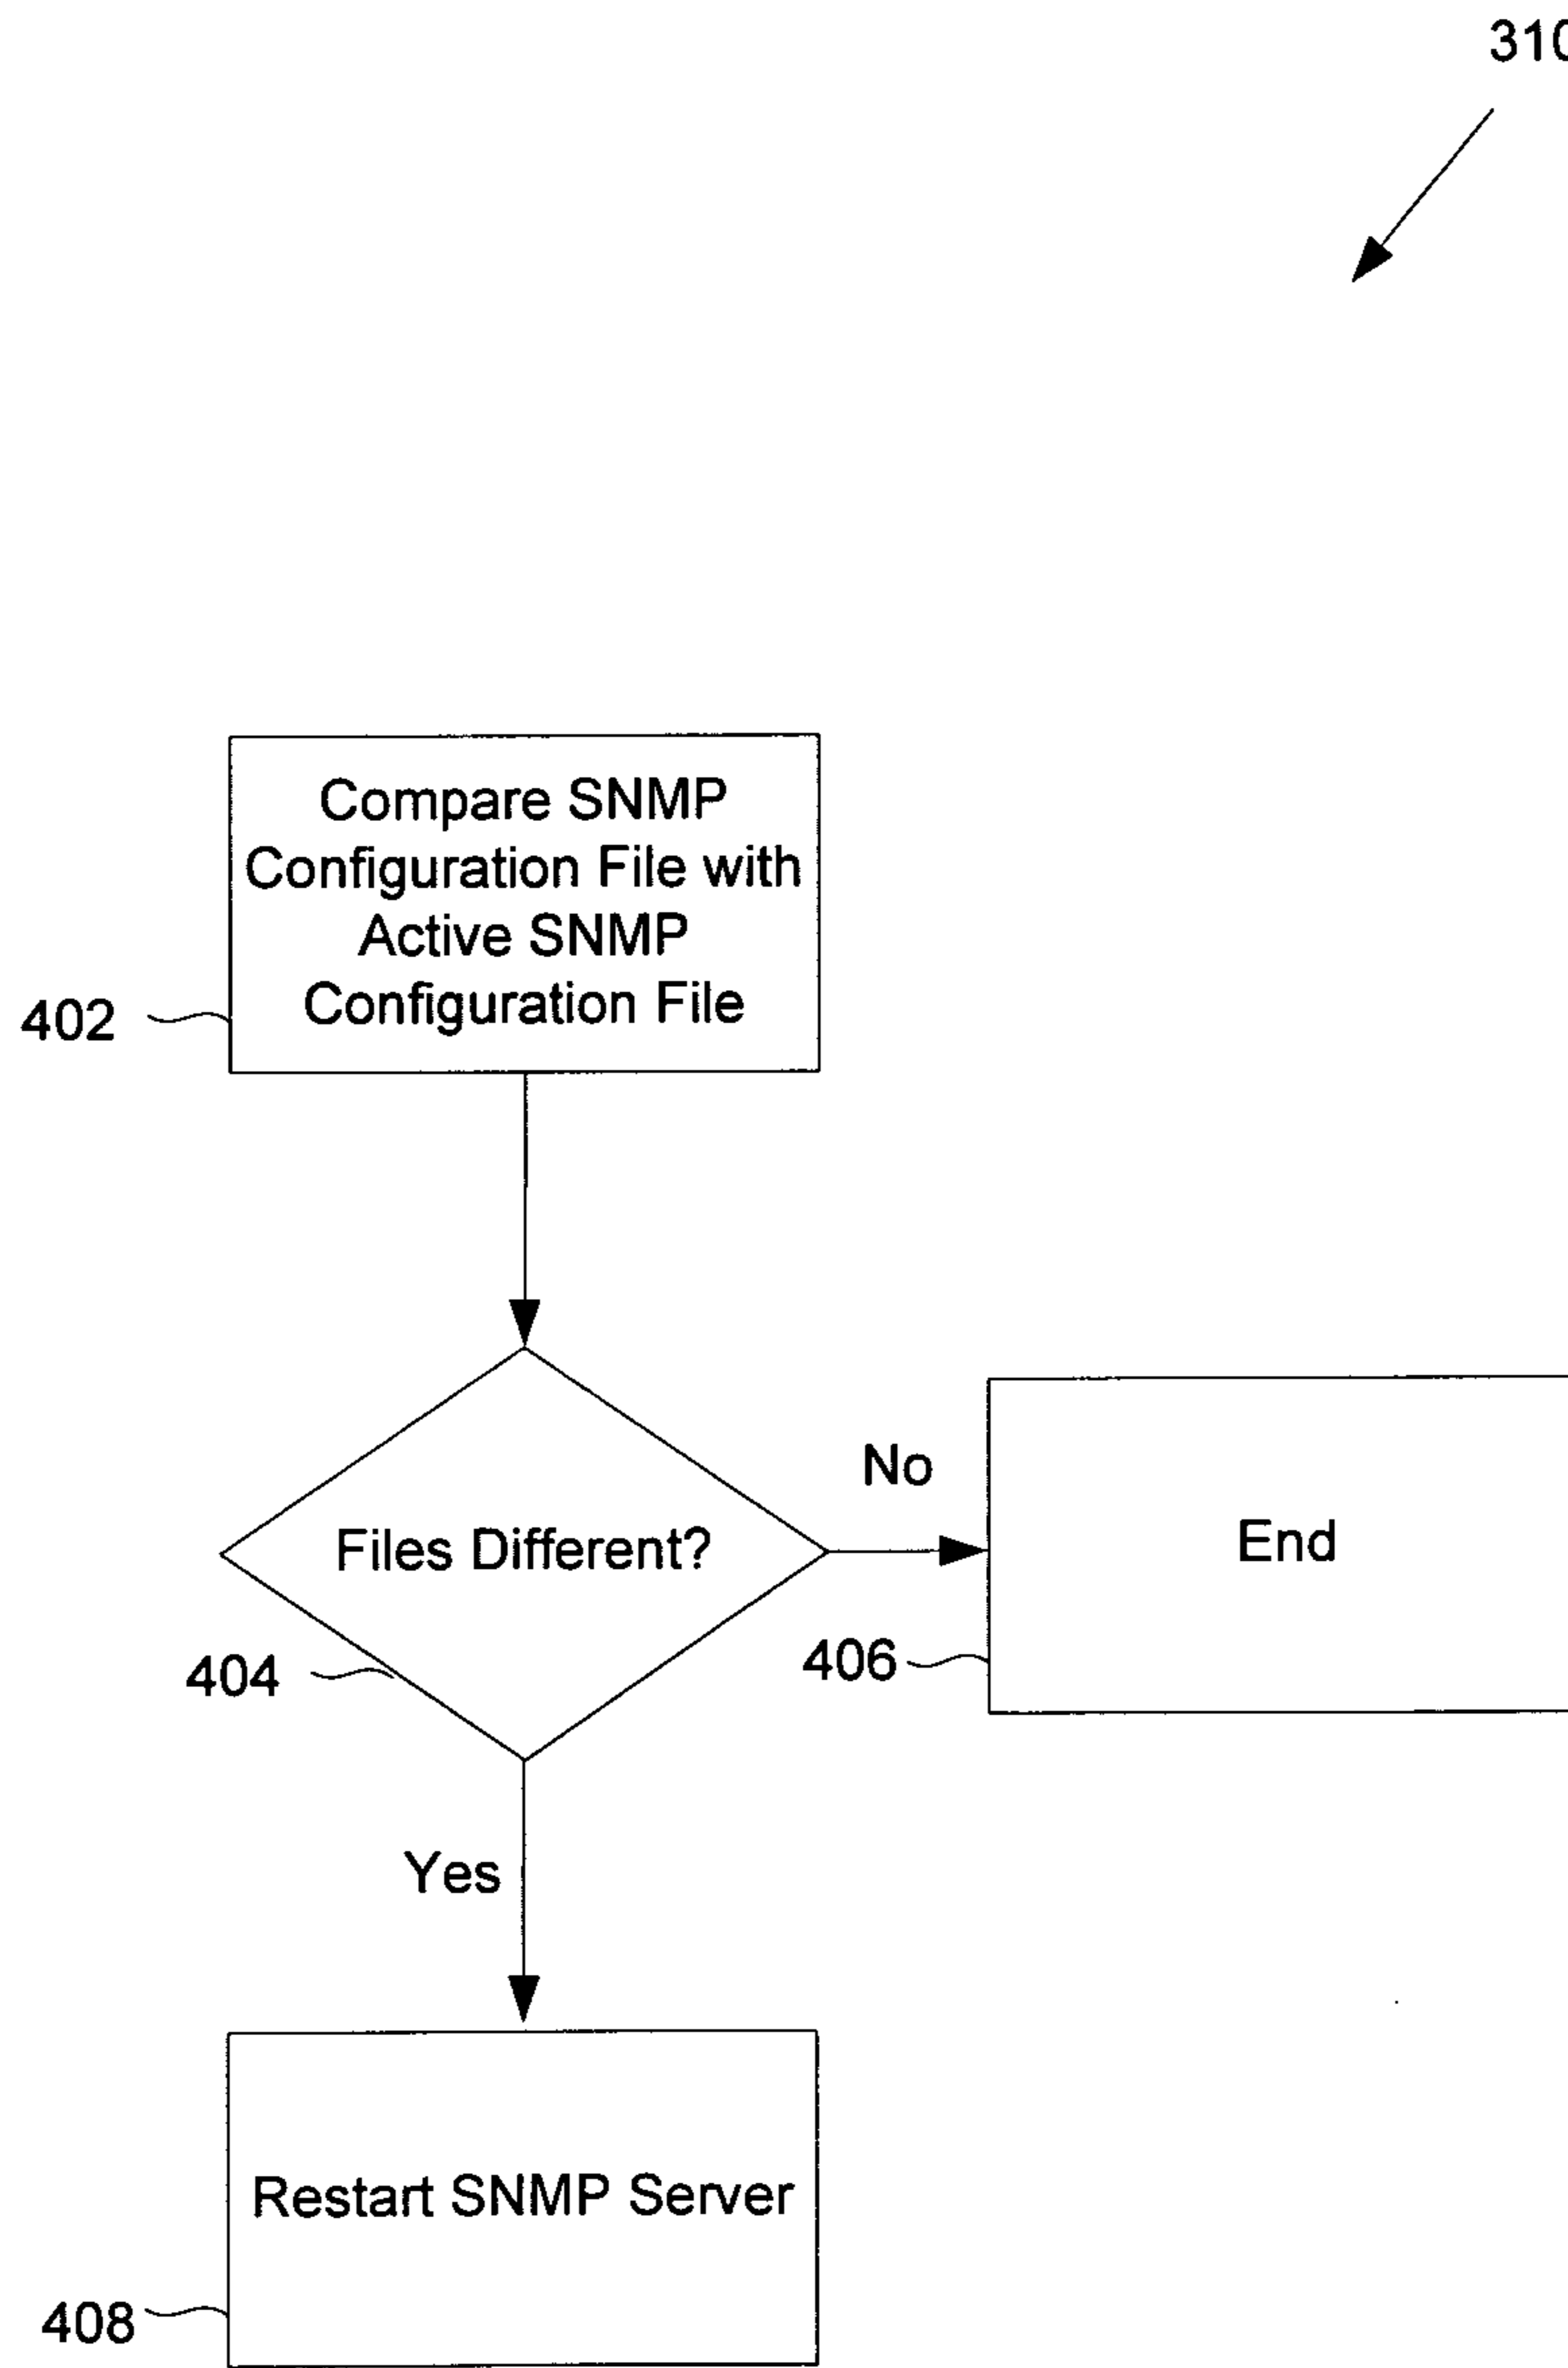 310
Compare SNMP
Configuration File with
Active SNMP
Configuration File
402
Files Different?
No
End
404
406
Yes
Restart SNMP Server
408